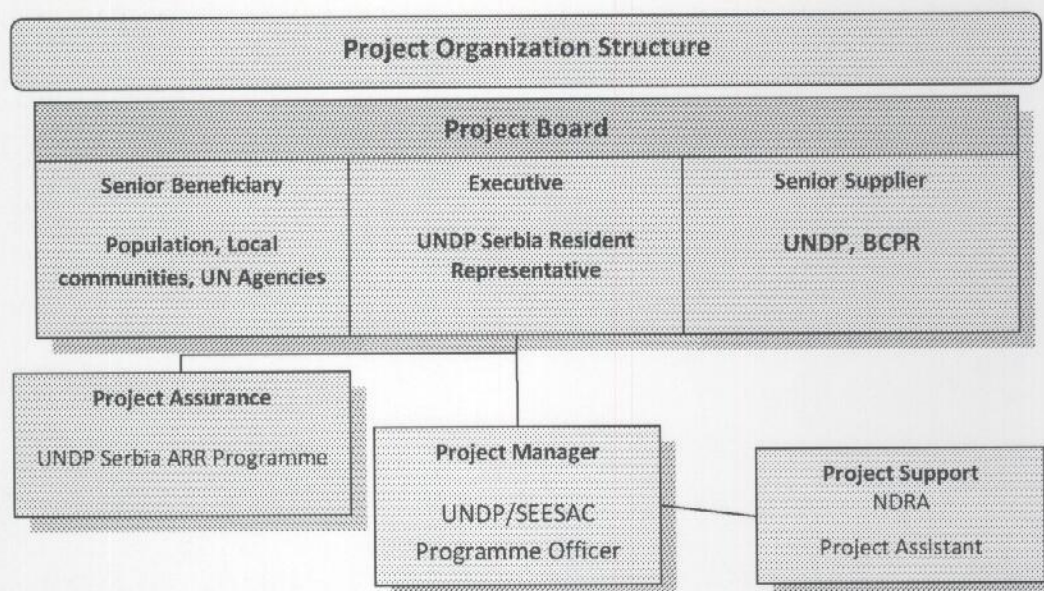 Project Organization Structure
Project Board
Senior Beneficiary
Population, Local
communities, UN Agencies
Executive
UNDP Serbia Resident
Representative
Senior Supplier
UNDP, BCPR
Project Assurance
UNDP Serbia ARR Programme
Project Manager
UNDP/SEESAC
Programme Officer
Project Support
NDRA
Project Assistant